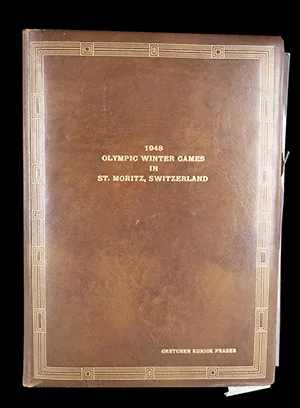 1948
OLYMPIC WINTER GAMES
IN
ST. MORITZ, SWITZERLAND
GRETCHEN KUNIGK FRASER